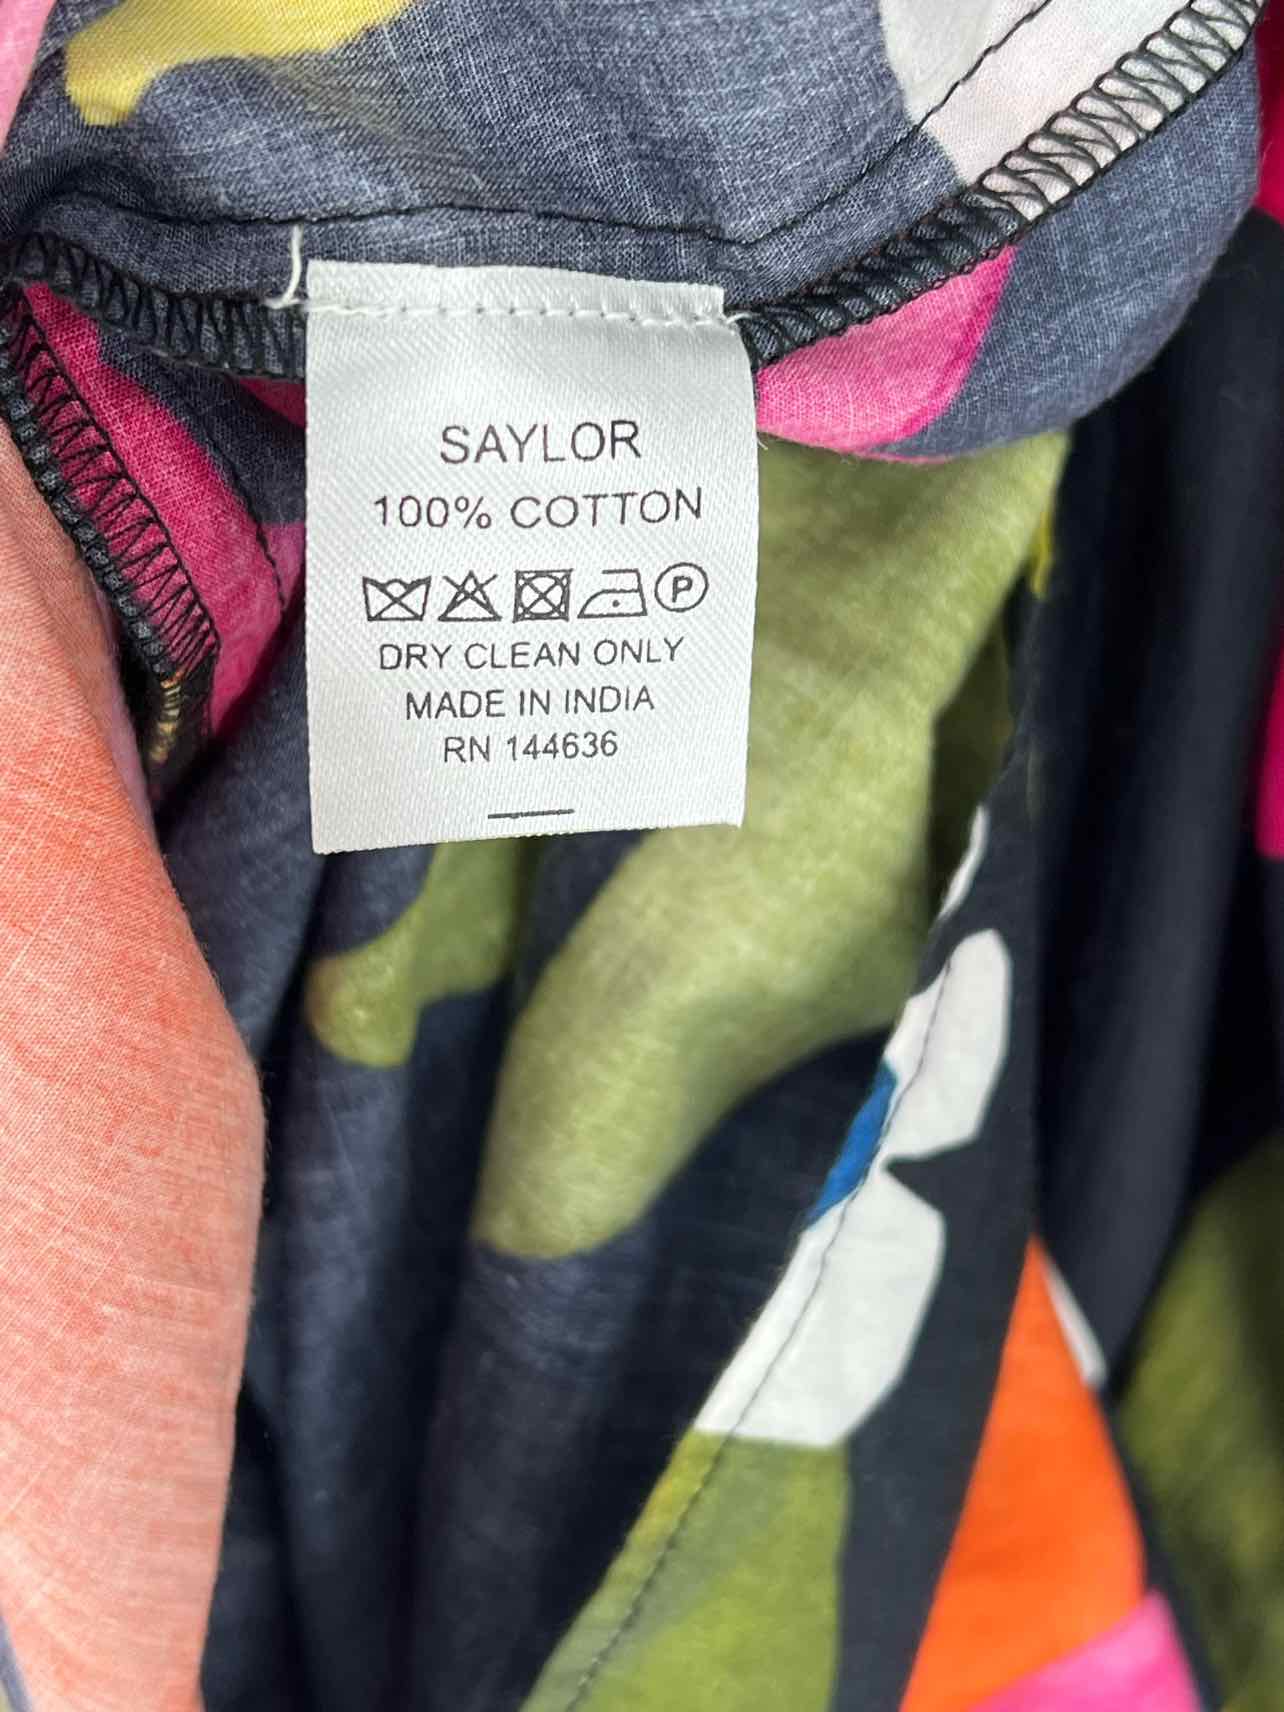 SAYLOR
100% COTTON
P
DRY CLEAN ONLY
MADE IN INDIA
RN 144636